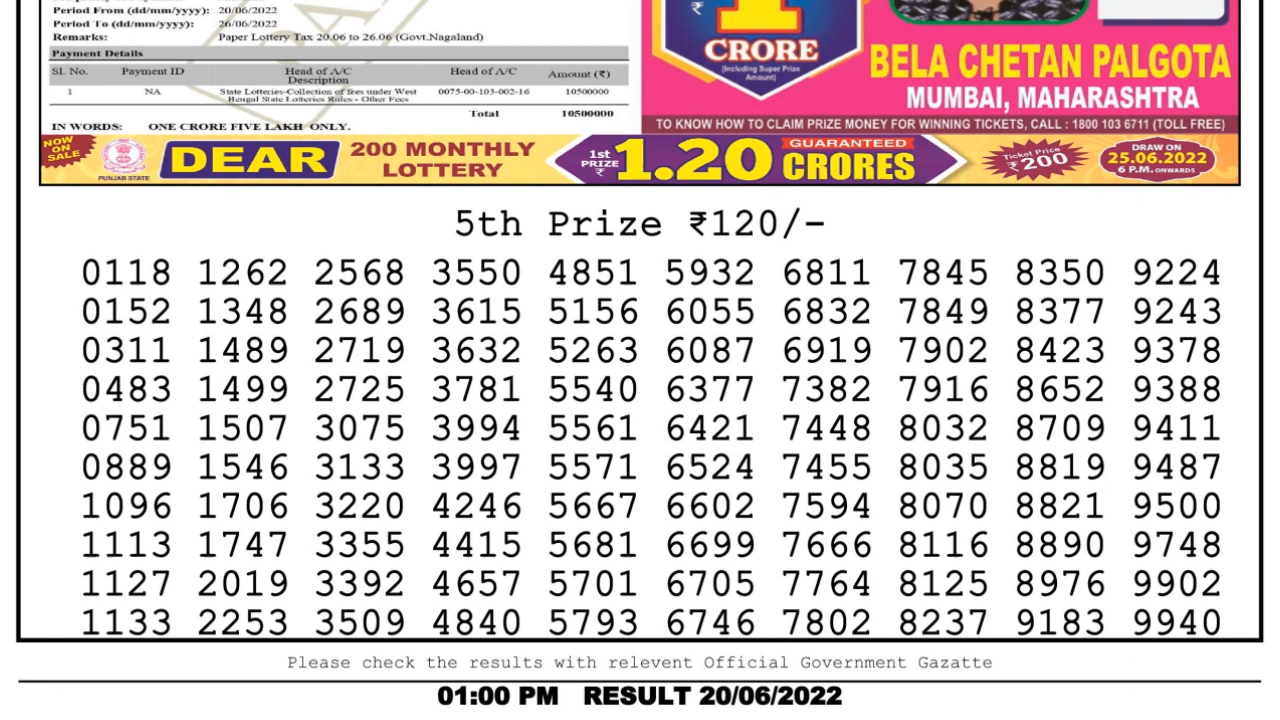 Period From (dd/mm/yyyy): 20/06/2022
Period To (dd/mm/yyyy): 26/06/2022
Remarks: Paper Lottery Tax 20.06 to 26.06 (Govt.Nagaland)
Payment Details
Sl. No. Payment ID Head of A/C Description Head of A/C Amount (₹)
1 NA State Lotteries-Collection of fees under West Bengal State Lotteries Rules - Other Fees 0075-00-103-002-16 10500000
Total 10500000
IN WORDS: ONE CRORE FIVE LAKH ONLY.
₹ 1
CRORE
(Including Super Prize Amount)
BELA CHETAN PALGOTA
MUMBAI, MAHARASHTRA
TO KNOW HOW TO CLAIM PRIZE MONEY FOR WINNING TICKETS, CALL : 1800 103 6711 (TOLL FREE)
NOW ON SALE
PUNJAB STATE
DEAR
200 MONTHLY
LOTTERY
1st PRIZE ₹ 1.20
GUARANTEED
CRORES
Ticket Price
₹200
DRAW ON
25.06.2022
6 P.M. ONWARDS
5th Prize ₹120/-
0118 1262 2568 3550 4851 5932 6811 7845 8350 9224
0152 1348 2689 3615 5156 6055 6832 7849 8377 9243
0311 1489 2719 3632 5263 6087 6919 7902 8423 9378
0483 1499 2725 3781 5540 6377 7382 7916 8652 9388
0751 1507 3075 3994 5561 6421 7448 8032 8709 9411
0889 1546 3133 3997 5571 6524 7455 8035 8819 9487
1096 1706 3220 4246 5667 6602 7594 8070 8821 9500
1113 1747 3355 4415 5681 6699 7666 8116 8890 9748
1127 2019 3392 4657 5701 6705 7764 8125 8976 9902
1133 2253 3509 4840 5793 6746 7802 8237 9183 9940
Please check the results with relevent Official Government Gazatte
01:00 PM RESULT 20/06/2022